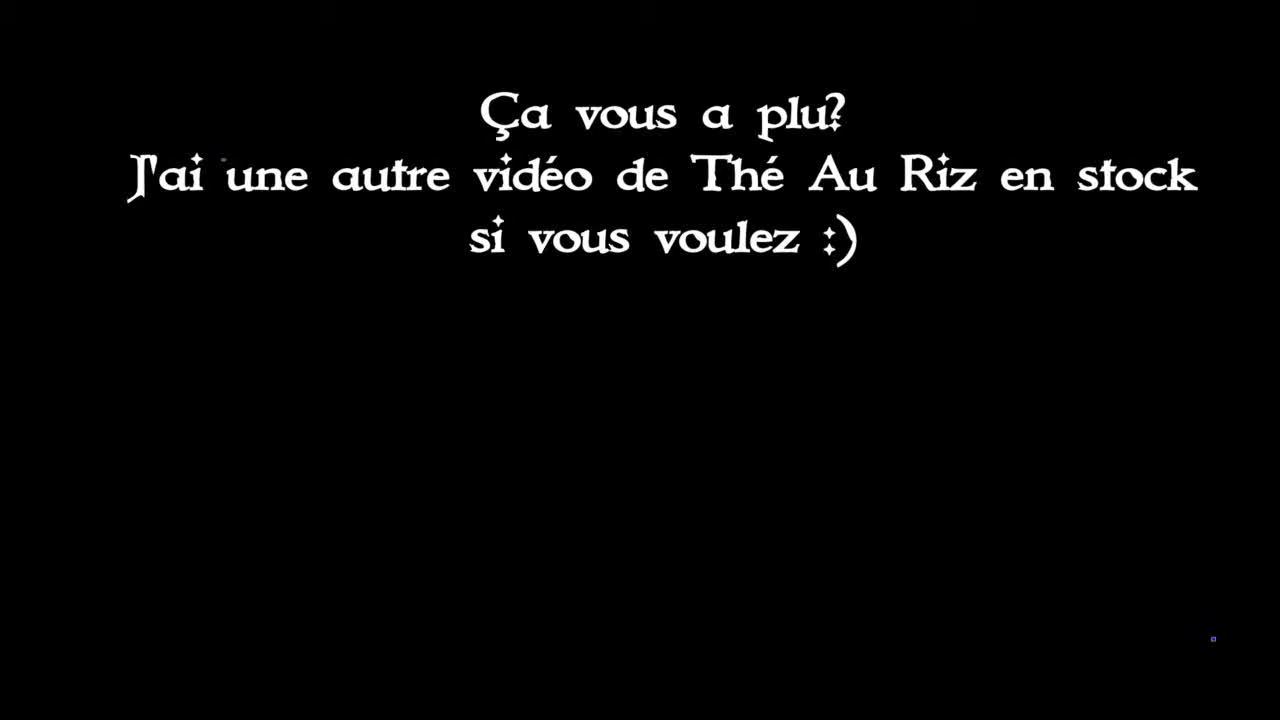 Ça vous a plu?
J'ai une autre vidéo de Thé Au Riz en stock
si vous voulez :)